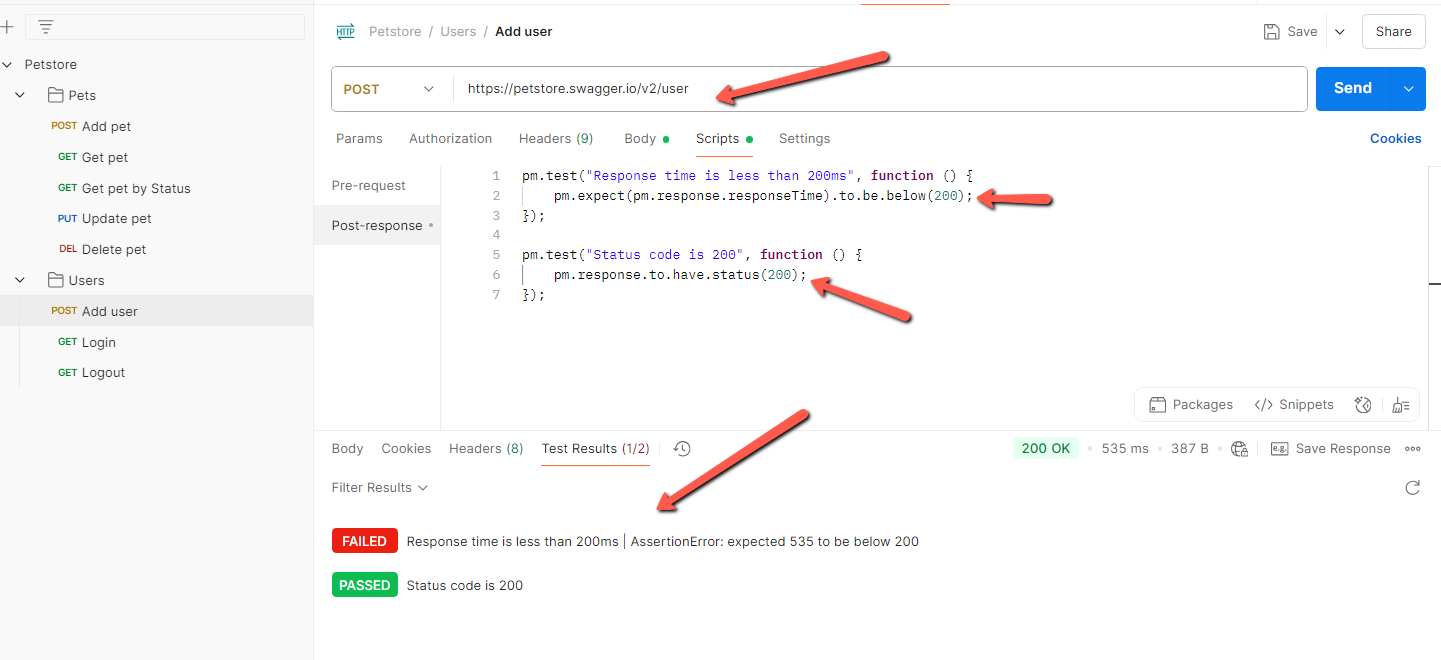 HTTP Petstore / Users / Add user Save Share
Petstore
Pets
POST Add pet
GET Get pet
GET Get pet by Status
PUT Update pet
DEL Delete pet
Users
POST Add user
GET Login
GET Logout
POST https://petstore.swagger.io/v2/user Send
Params Authorization Headers (9) Body Scripts Settings Cookies
Pre-request
Post-response
1 pm.test("Response time is less than 200ms", function () {
2 pm.expect(pm.response.responseTime).to.be.below(200);
3 });
4
5 pm.test("Status code is 200", function () {
6 pm.response.to.have.status(200);
7 });
Packages </> Snippets
Body Cookies Headers (8) Test Results (1/2) 200 OK 535 ms 387 B e.g. Save Response
Filter Results
FAILED Response time is less than 200ms | AssertionError: expected 535 to be below 200
PASSED Status code is 200